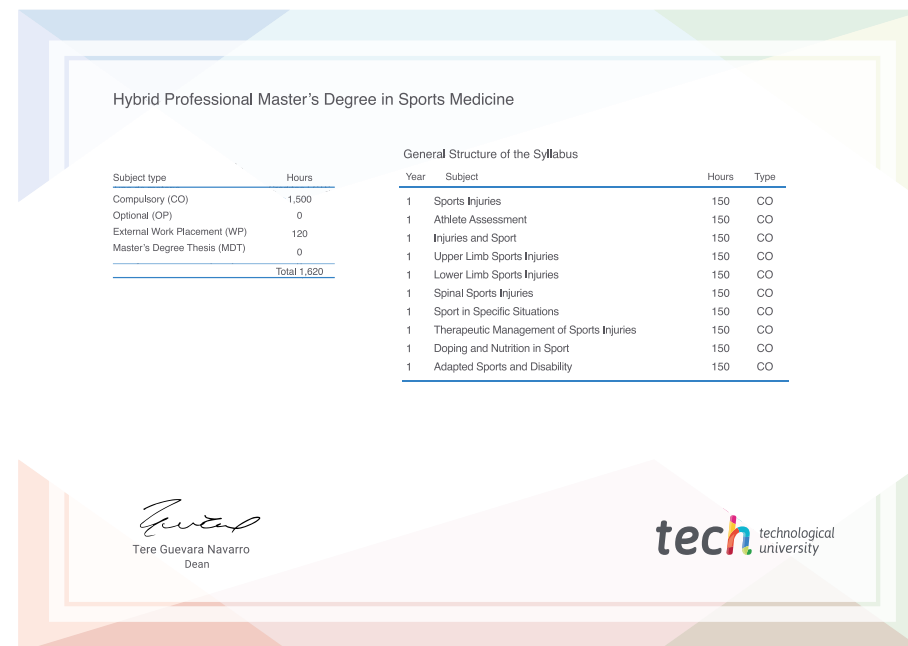 Hybrid Professional Master's Degree in Sports Medicine
Subject type Hours
Compulsory (CO) 1,500
Optional (OP) 0
External Work Placement (WP) 120
Master's Degree Thesis (MDT) 0
Total 1,620
General Structure of the Syllabus
Year Subject Hours Type
1 Sports Injuries 150 CO
1 Athlete Assessment 150 CO
1 Injuries and Sport 150 CO
1 Upper Limb Sports Injuries 150 CO
1 Lower Limb Sports Injuries 150 CO
1 Spinal Sports Injuries 150 CO
1 Sport in Specific Situations 150 CO
1 Therapeutic Management of Sports Injuries 150 CO
1 Doping and Nutrition in Sport 150 CO
1 Adapted Sports and Disability 150 CO
Tere Guevara Navarro
Dean
tech technological
university